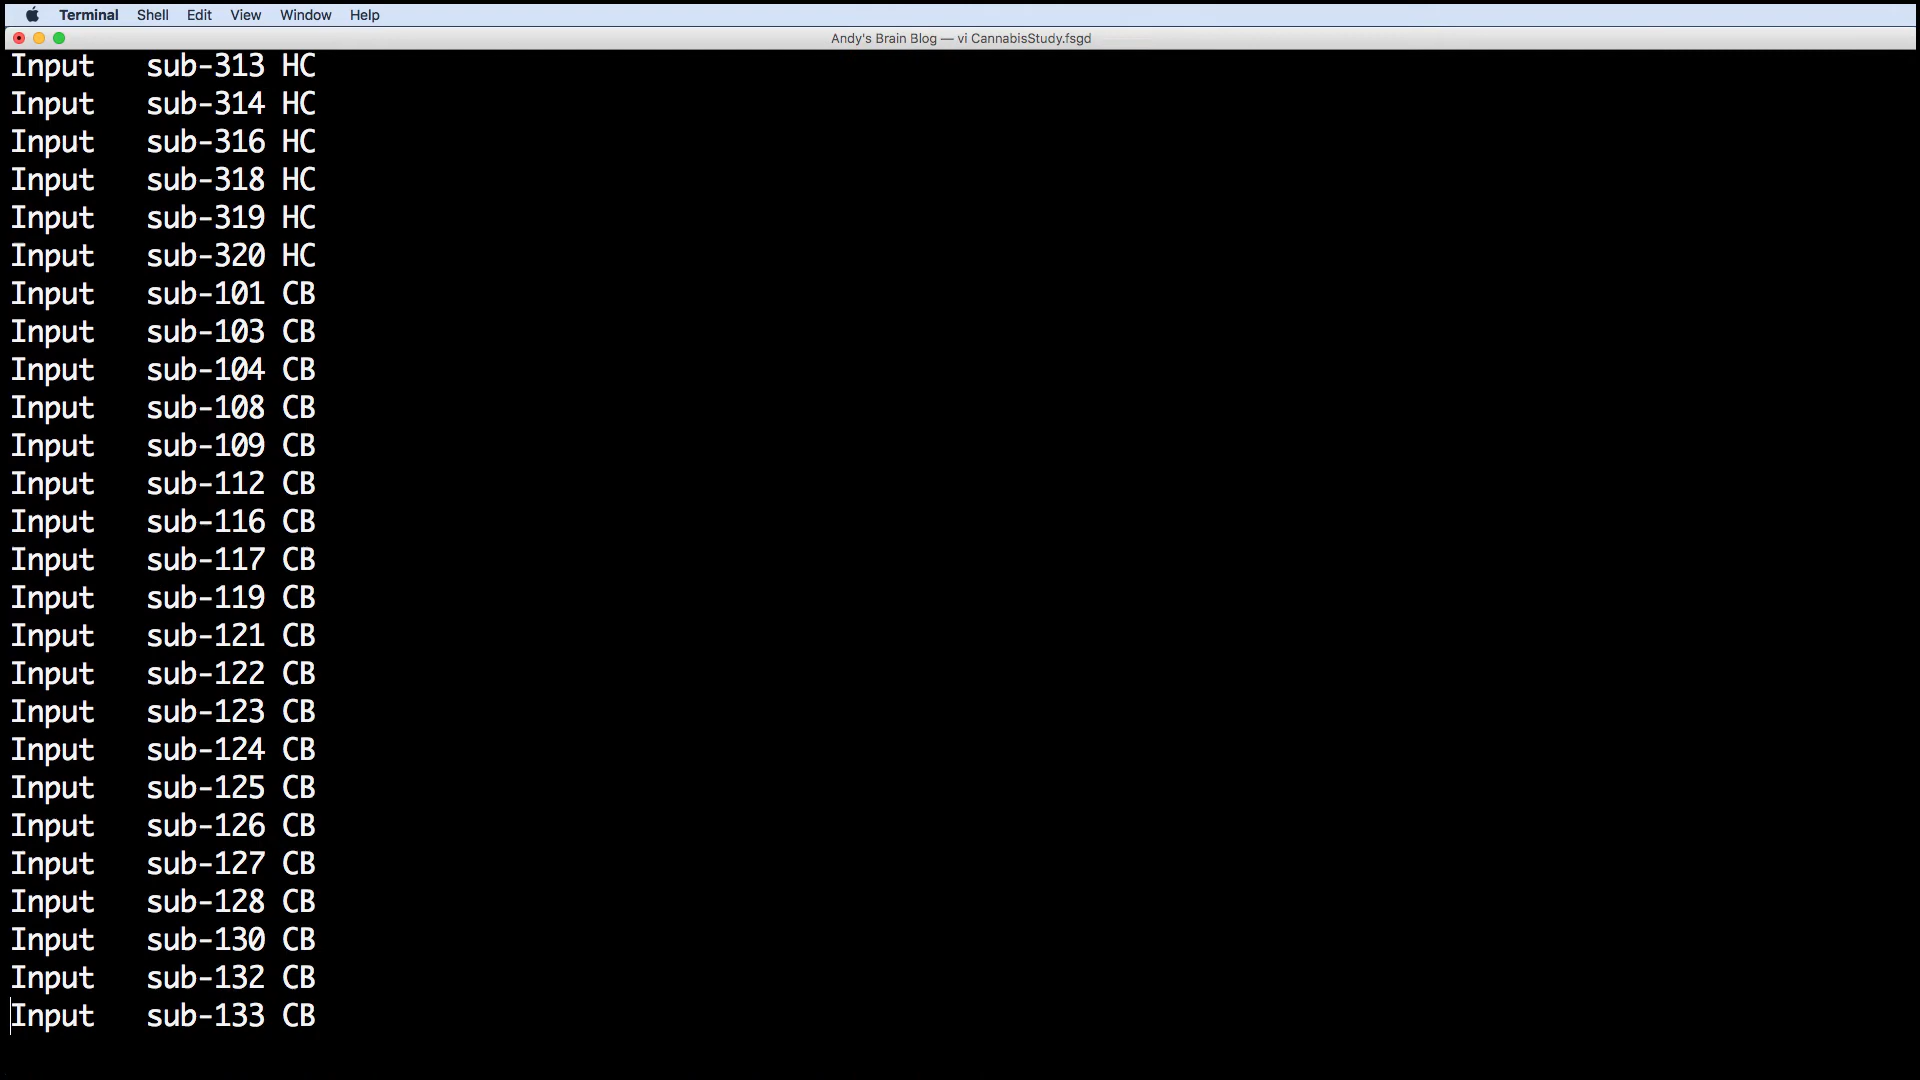 Terminal Shell Edit View Window Help
Andy's Brain Blog — vi CannabisStudy.fsgd
Input sub-313 HC
Input sub-314 HC
Input sub-316 HC
Input sub-318 HC
Input sub-319 HC
Input sub-320 HC
Input sub-101 CB
Input sub-103 CB
Input sub-104 CB
Input sub-108 CB
Input sub-109 CB
Input sub-112 CB
Input sub-116 CB
Input sub-117 CB
Input sub-119 CB
Input sub-121 CB
Input sub-122 CB
Input sub-123 CB
Input sub-124 CB
Input sub-125 CB
Input sub-126 CB
Input sub-127 CB
Input sub-128 CB
Input sub-130 CB
Input sub-132 CB
Input sub-133 CB